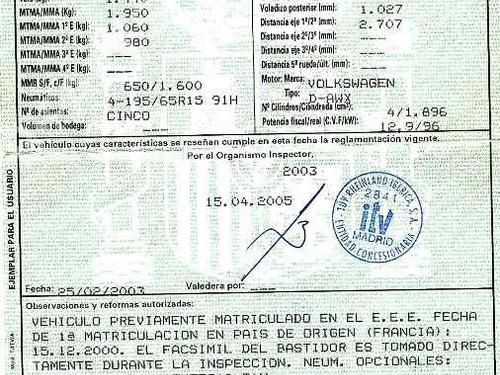 MTMA/MMA (Kg): 1.950
MTMA/MMA 1º E (kg): 1.060
MTMA/MMA 2º E (kg): 980
MTMA/MMA 3º E (kg): ---
MTMA/MMA 4º E (kg): ---
MMR S/F, c/F (kg): 650/1.600
Neumáticos: 4-195/65R15 91H
Nº de asientos: CINCO
Volumen de bodega: ---
Voladizo posterior (mm): 1.027
Distancia eje 1º/2º (mm): 2.707
Distancia eje 2º/3º (mm): ---
Distancia eje 3º/4º (mm): ---
Distancia 5ª rueda/últ. (mm): ---
Motor: Marca: VOLKSWAGEN
Tipo: D-AWX
Nº Cilindros/Cilindrada (cm³): 4/1.896
Potencia fiscal/real (C.V.F/kW): 12,9/96
El vehículo cuyas características se reseñan cumple en esta fecha la reglamentación vigente.
Por el Organismo Inspector,
2003
15.04.2005
TÜV RHEINLAND IBERICA, S.A.
2841
itv
MADRID
ENTIDAD CONCESIONARIA
Fecha: 25/02/2003 Valedera por: ---
EJEMPLAR PARA EL USUARIO
Observaciones y reformas autorizadas:
VEHICULO PREVIAMENTE MATRICULADO EN EL E.E.E. FECHA
DE 1ª MATRICULACION EN PAIS DE ORIGEN (FRANCIA):
15.12.2000. EL FACSIMIL DEL BASTIDOR ES TOMADO DIREC-
TAMENTE DURANTE LA INSPECCION. NEUM. OPCIONALES: